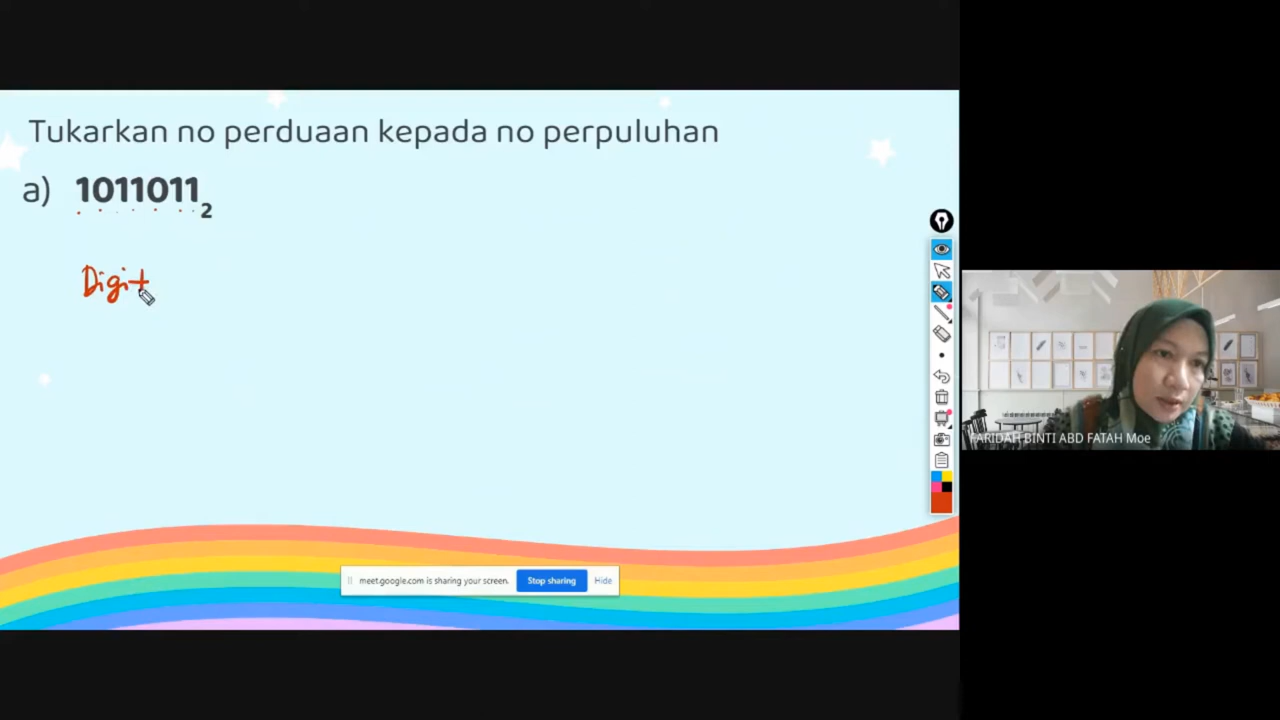 Tukarkan no perduaan kepada no perpuluhan
a) 1011011₂
Digit
meet.google.com is sharing your screen. Stop sharing Hide
FARIDAH BINTI ABD FATAH Moe